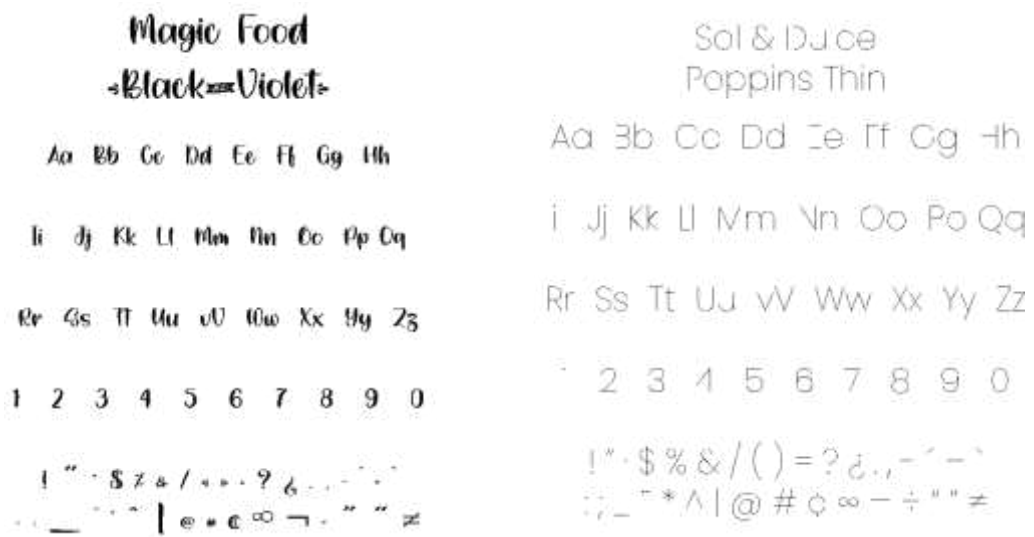 Magic Food
Black Violet
Aa Bb Cc Dd Ee Ff Gg Hh
Ii Jj Kk Ll Mm Nn Oo Pp Qq
Rr Ss Tt Uu vV Ww Xx Yy Zz
1 2 3 4 5 6 7 8 9 0
! " · $ % & / ? ¿
_ | @ ¢ ∞ ¬ " " ≠
Sol & Dulce
Poppins Thin
Aa Bb Cc Dd Ee Ff Gg Hh
i Jj Kk Ll Mm Nn Oo Po Qq
Rr Ss Tt Uu vV Ww Xx Yy Zz
2 3 4 5 6 7 8 9 0
! " · $ % & / ( ) = ? ¿ . , - ´ - `
: ; _ ¨ * ^ | @ # ¢ ∞ ÷ " " ≠